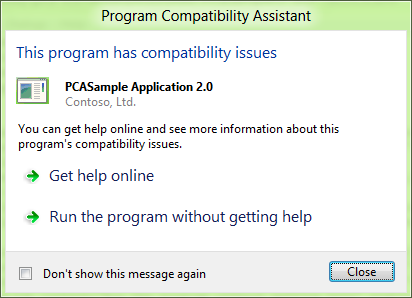 Program Compatibility Assistant
This program has compatibility issues
PCASample Application 2.0
Contoso, Ltd.
You can get help online and see more information about this
program's compatibility issues.
Get help online
Run the program without getting help
Don't show this message again
Close